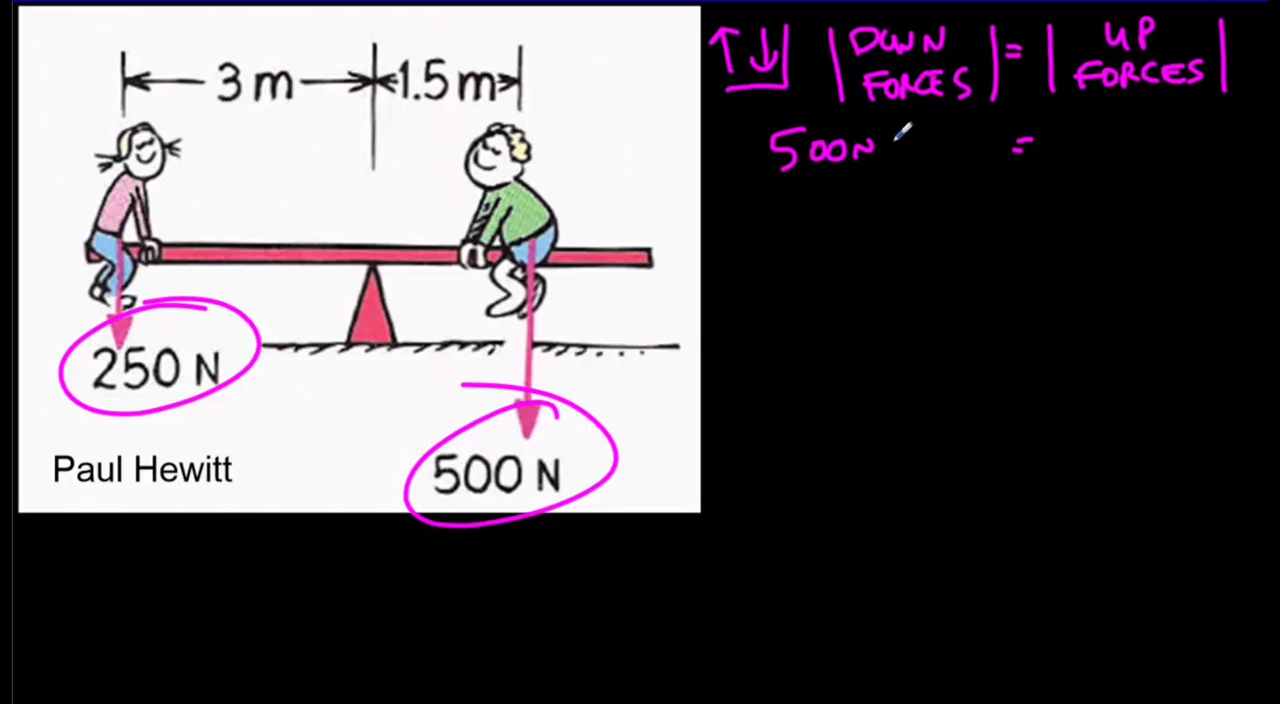 3 m 1.5 m
250 N
500 N
Paul Hewitt
↑↓ |DOWN FORCES| = |UP FORCES|
500N =